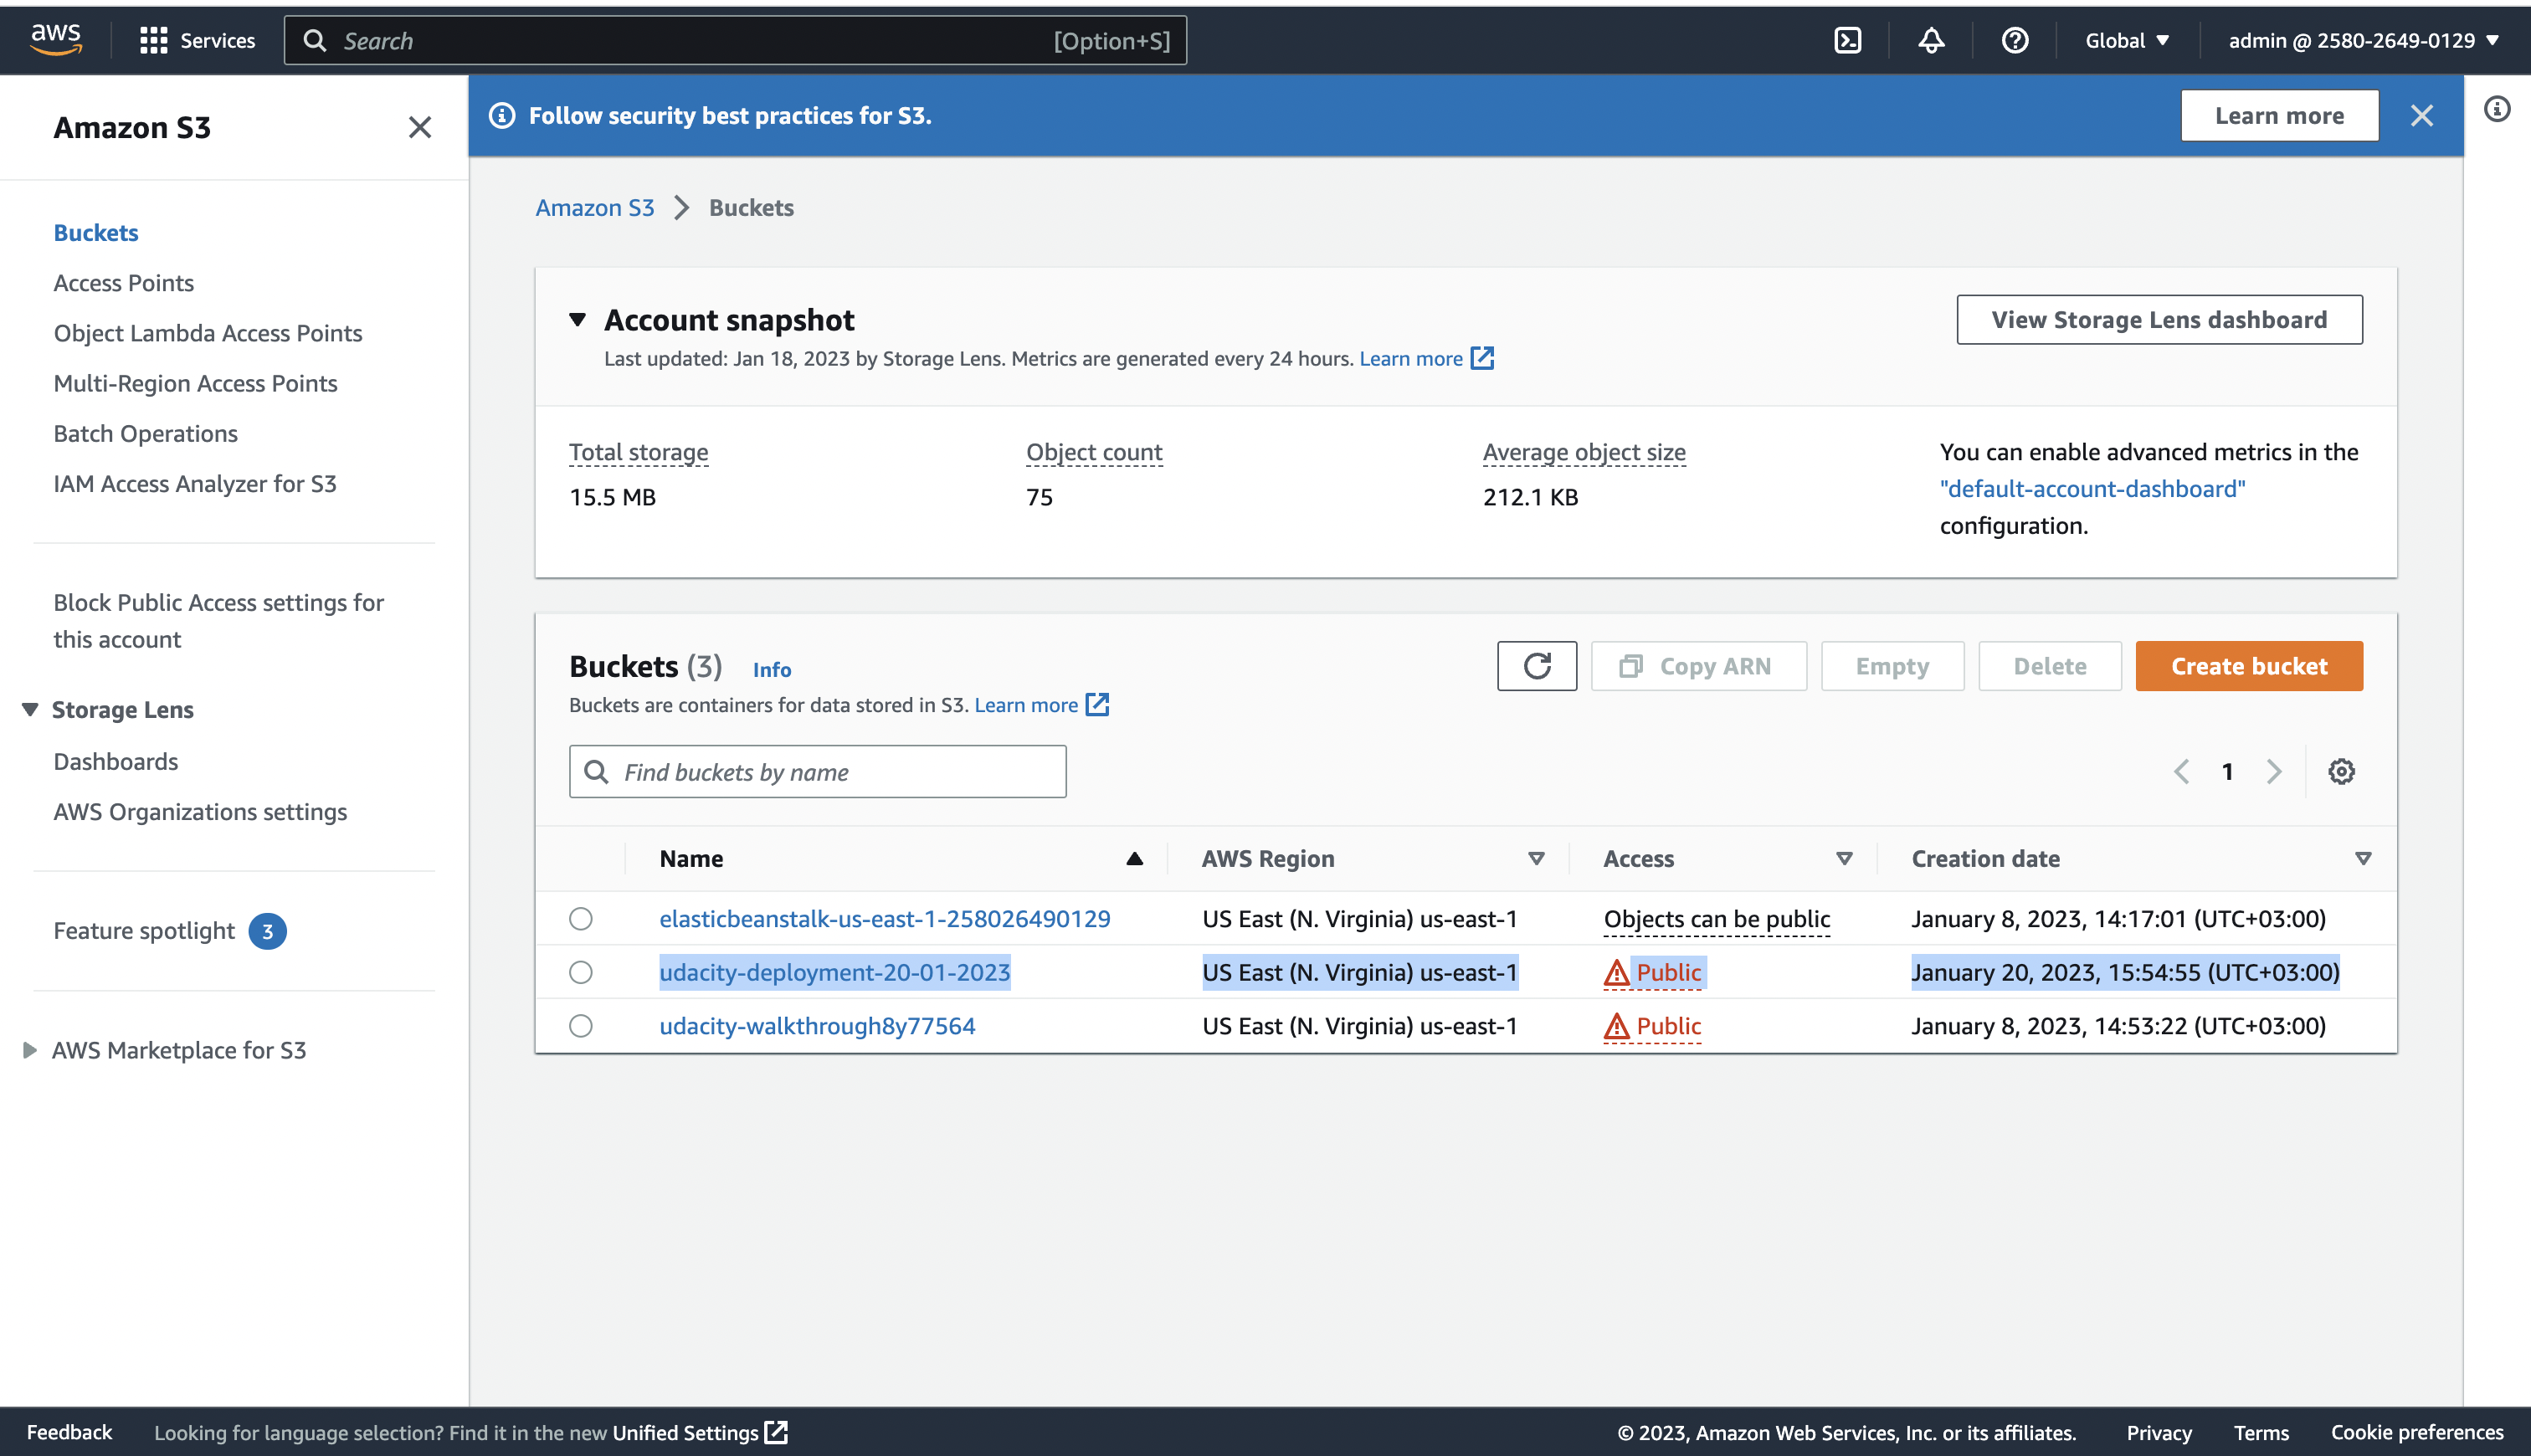 aws
Services
Search
[Option+S]
Global
admin @ 2580-2649-0129
Amazon S3
Buckets
Access Points
Object Lambda Access Points
Multi-Region Access Points
Batch Operations
IAM Access Analyzer for S3
Block Public Access settings for
this account
Storage Lens
Dashboards
AWS Organizations settings
Feature spotlight 3
AWS Marketplace for S3
Follow security best practices for S3.
Learn more
Amazon S3 Buckets
Account snapshot
View Storage Lens dashboard
Last updated: Jan 18, 2023 by Storage Lens. Metrics are generated every 24 hours. Learn more
Total storage
15.5 MB
Object count
75
Average object size
212.1 KB
You can enable advanced metrics in the
"default-account-dashboard"
configuration.
Buckets (3) Info
Buckets are containers for data stored in S3. Learn more
Copy ARN
Empty
Delete
Create bucket
Find buckets by name
1
Name AWS Region Access Creation date
elasticbeanstalk-us-east-1-258026490129 US East (N. Virginia) us-east-1 Objects can be public January 8, 2023, 14:17:01 (UTC+03:00)
udacity-deployment-20-01-2023 US East (N. Virginia) us-east-1 Public January 20, 2023, 15:54:55 (UTC+03:00)
udacity-walkthrough8y77564 US East (N. Virginia) us-east-1 Public January 8, 2023, 14:53:22 (UTC+03:00)
Feedback
Looking for language selection? Find it in the new Unified Settings
© 2023, Amazon Web Services, Inc. or its affiliates.
Privacy
Terms
Cookie preferences